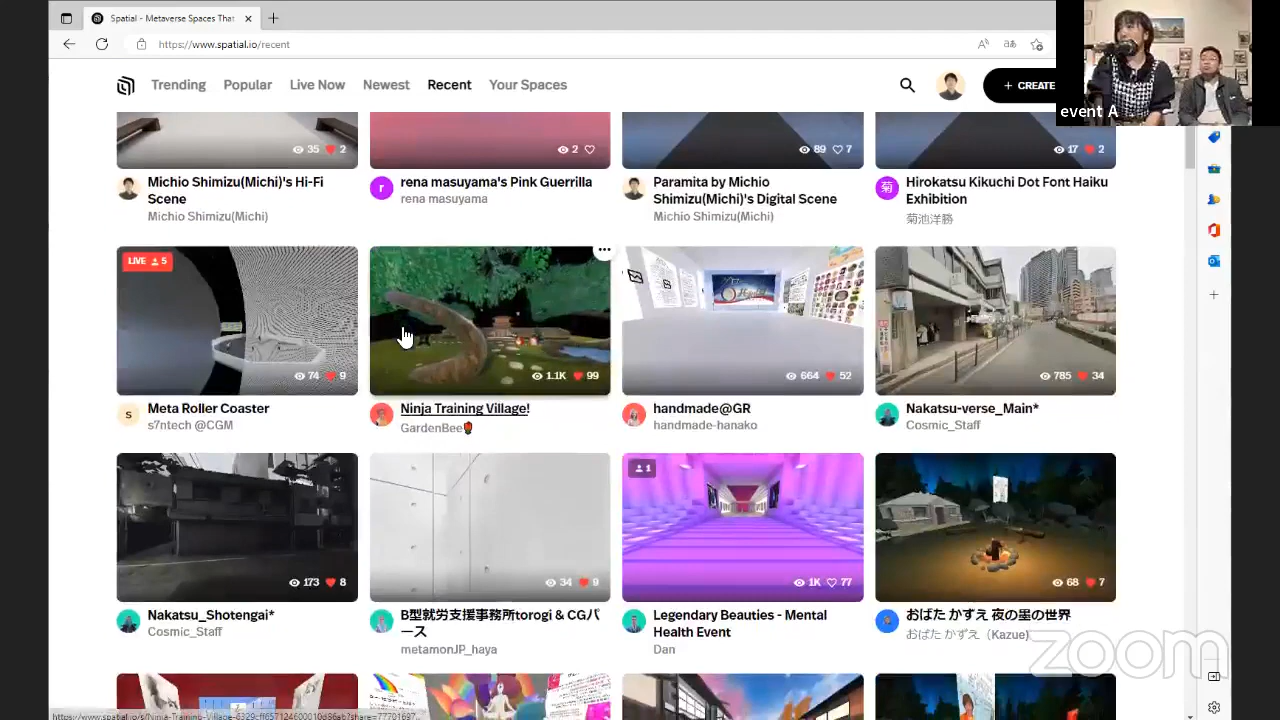 Spatial - Metaverse Spaces That
https://www.spatial.io/recent
Trending Popular Live Now Newest Recent Your Spaces
+ CREATE
event A
35 2
2
89 7
17 2
Michio Shimizu(Michi)'s Hi-Fi
Scene
Michio Shimizu(Michi)
r
rena masuyama's Pink Guerrilla
rena masuyama
Paramita by Michio
Shimizu(Michi)'s Digital Scene
Michio Shimizu(Michi)
菊
Hirokatsu Kikuchi Dot Font Haiku
Exhibition
菊池洋勝
LIVE 5
74 9
1.1K 99
664 52
785 34
S
Meta Roller Coaster
s7ntech @CGM
Ninja Training Village!
GardenBee
handmade@GR
handmade-hanako
Nakatsu-verse_Main*
Cosmic_Staff
1
173 8
34 9
1K 77
68 7
Nakatsu_Shotengai*
Cosmic_Staff
B型就労支援事務所torogi & CGパ
ース
metamonJP_haya
Legendary Beauties - Mental
Health Event
Dan
おばた かずえ 夜の墨の世界
おばた かずえ（Kazue)
zoom